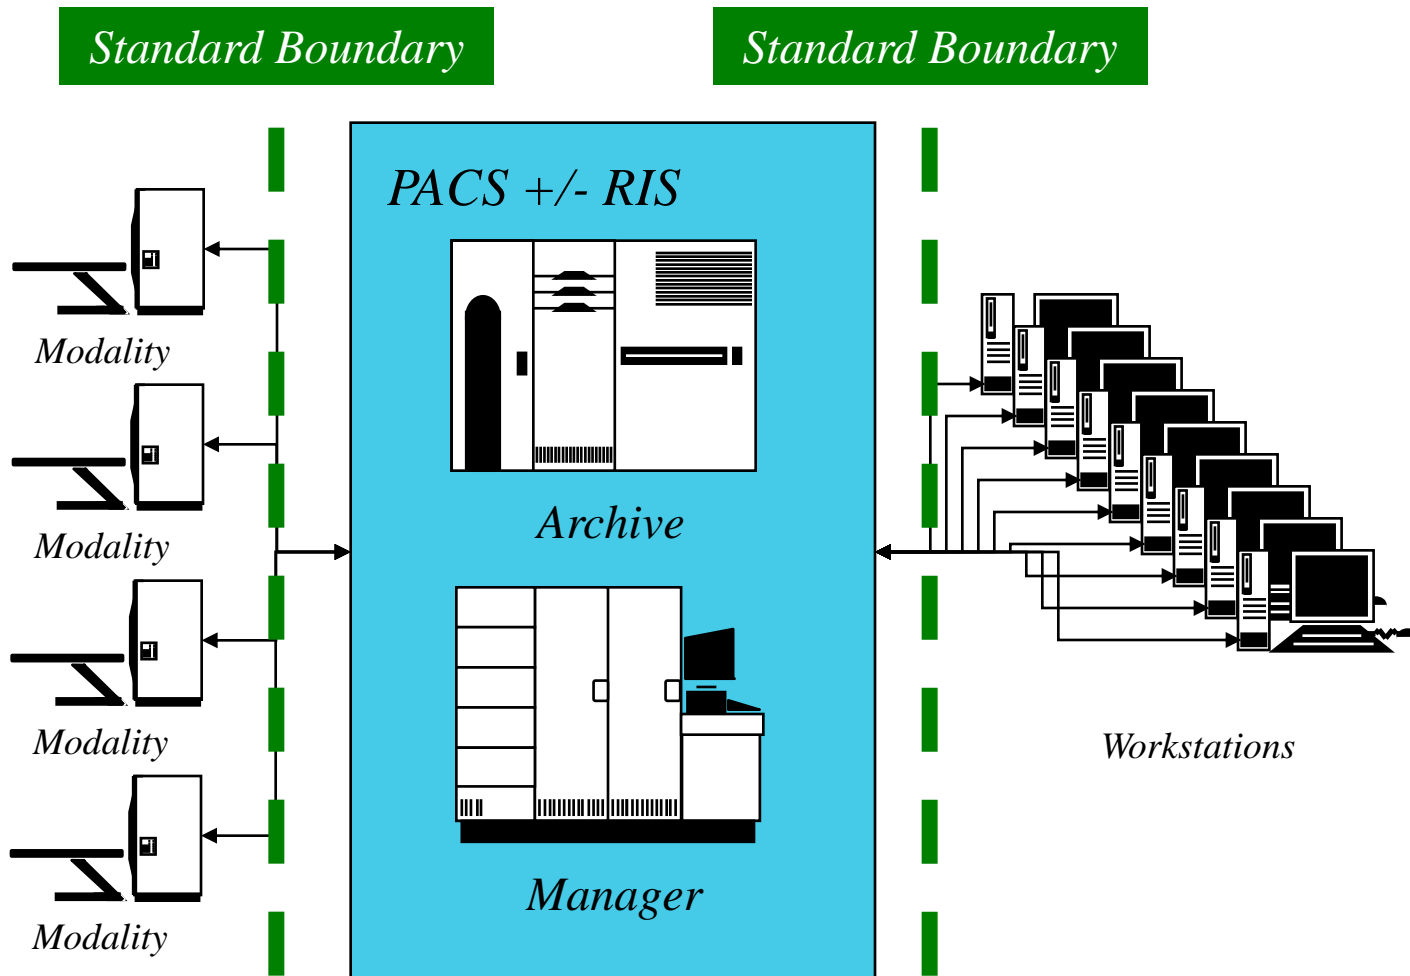 Standard Boundary
Standard Boundary
PACS +/- RIS
Modality
Modality
Archive
Modality
Workstations
Manager
Modality